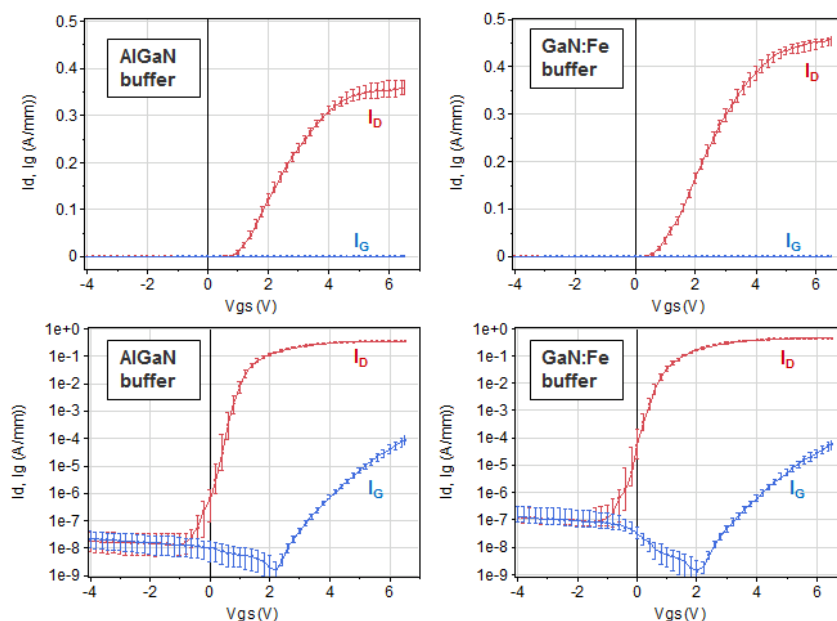 0.5
0.4
0.3
0.2
0.1
0
Id, Ig (A/mm))
AlGaN
buffer
I_D
I_G
-4 -2 0 2 4 6
Vgs (V)
0.5
0.4
0.3
0.2
0.1
0
Id, Ig (A/mm))
GaN:Fe
buffer
I_D
I_G
-4 -2 0 2 4 6
Vgs (V)
1e+0
1e-1
1e-2
1e-3
1e-4
1e-5
1e-6
1e-7
1e-8
1e-9
Id, Ig (A/mm))
AlGaN
buffer
I_D
I_G
-4 -2 0 2 4 6
Vgs (V)
1e+0
1e-1
1e-2
1e-3
1e-4
1e-5
1e-6
1e-7
1e-8
1e-9
Id, Ig (A/mm))
GaN:Fe
buffer
I_D
I_G
-4 -2 0 2 4 6
Vgs (V)